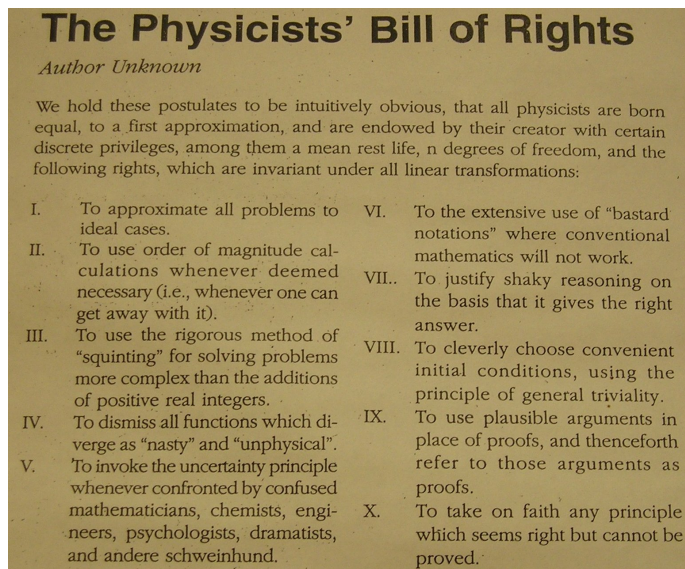 The Physicists' Bill of Rights
Author Unknown
We hold these postulates to be intuitively obvious, that all physicists are born
equal, to a first approximation, and are endowed by their creator with certain
discrete privileges, among them a mean rest life, n degrees of freedom, and the
following rights, which are invariant under all linear transformations:
I. To approximate all problems to
ideal cases.
II. To use order of magnitude cal-
culations whenever deemed
necessary (i.e., whenever one can
get away with it).
III. To use the rigorous method of
"squinting" for solving problems
more complex than the additions
of positive real integers.
IV. To dismiss all functions which di-
verge as "nasty" and "unphysical".
V. To invoke the uncertainty principle
whenever confronted by confused
mathematicians, chemists, engi-
neers, psychologists, dramatists,
and andere schweinhund.
VI. To the extensive use of "bastard
notations" where conventional
mathematics will not work.
VII.. To justify shaky reasoning on
the basis that it gives the right
answer.
VIII. To cleverly choose convenient
initial conditions, using the
principle of general triviality.
IX. To use plausible arguments in
place of proofs, and thenceforth
refer to those arguments as
proofs.
X. To take on faith any principle
which seems right but cannot be
proved.